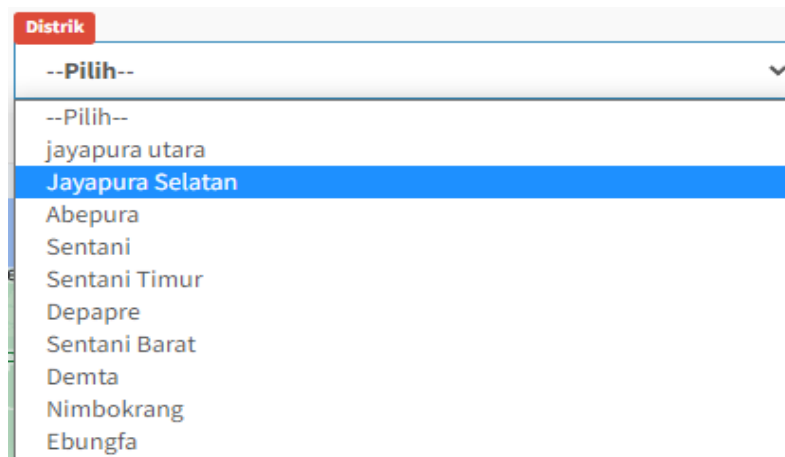 Distrik
--Pilih--
--Pilih--
jayapura utara
Jayapura Selatan
Abepura
Sentani
Sentani Timur
Depapre
Sentani Barat
Demta
Nimbokrang
Ebungfa